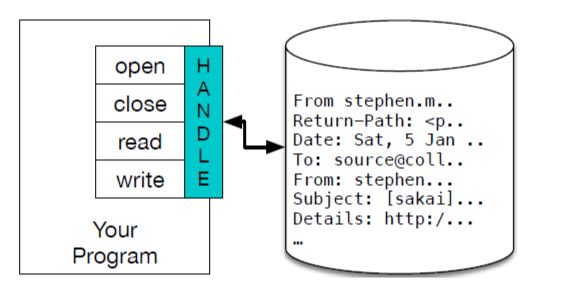 open
close
read
write
HANDLE
Your
Program
From stephen.m..
Return-Path: <p..
Date: Sat, 5 Jan ..
To: source@coll..
From: stephen...
Subject: [sakai]...
Details: http:/...
…